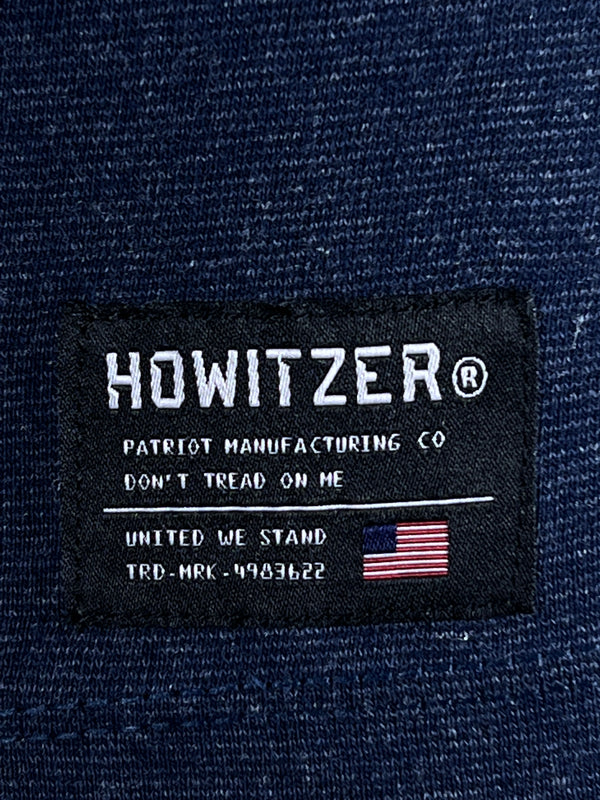 HOWITZER®
PATRIOT MANUFACTURING CO
DON'T TREAD ON ME
UNITED WE STAND
TRD-MRK-4983622